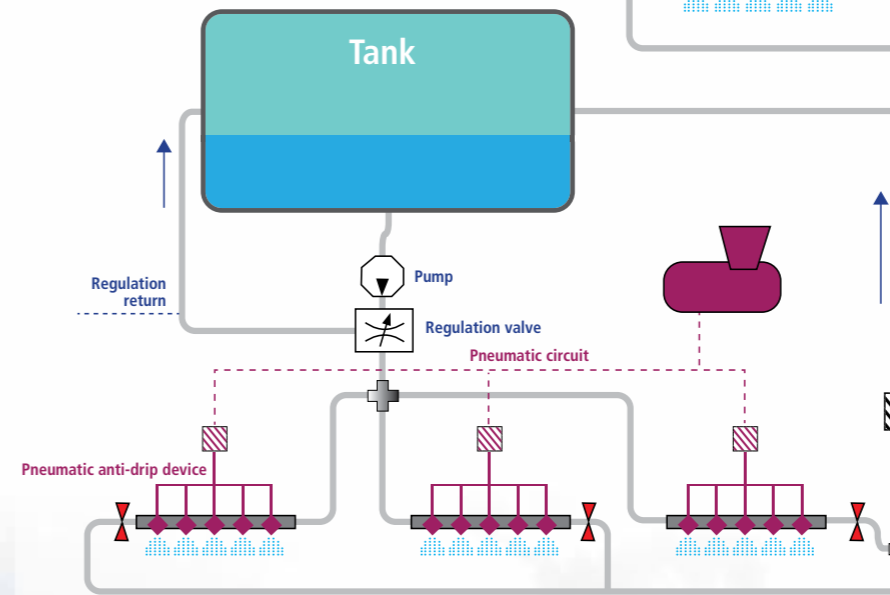 Tank
Pump
Regulation
return
Regulation valve
Pneumatic circuit
Pneumatic anti-drip device